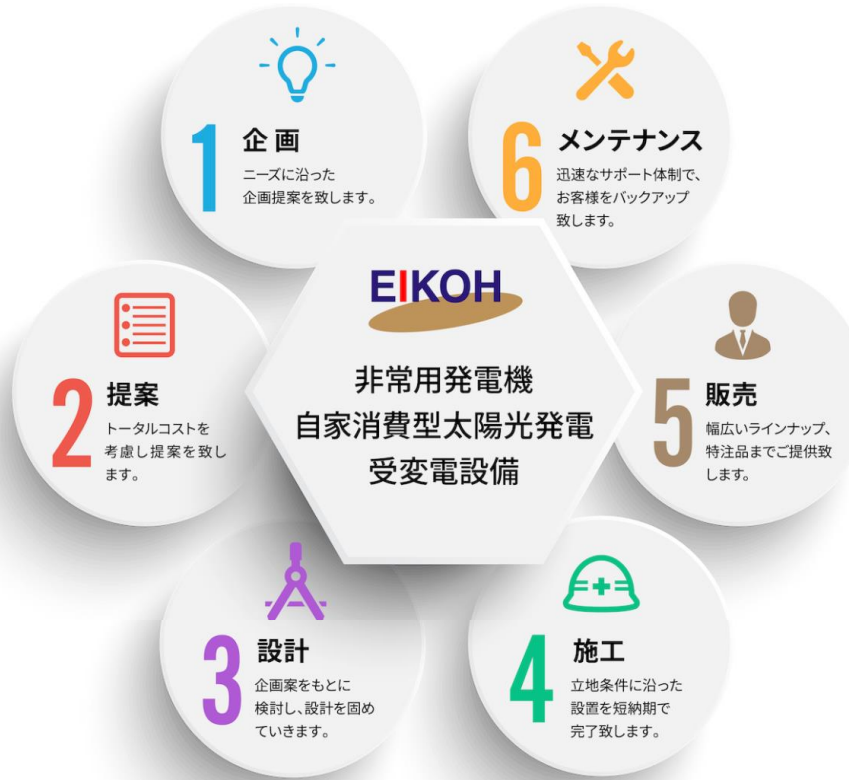 EIKOH
非常用発電機
自家消費型太陽光発電
受変電設備
1
企画
ニーズに沿った
企画提案を致します。
2
提案
トータルコストを
考慮し提案を致し
ます。
3
設計
企画案をもとに
検討し、設計を固め
ていきます。
4
施工
立地条件に沿った
設置を短納期で
完了致します。
5
販売
幅広いラインナップ、
特注品までご提供致
します。
6
メンテナンス
迅速なサポート体制で、
お客様をバックアップ
致します。